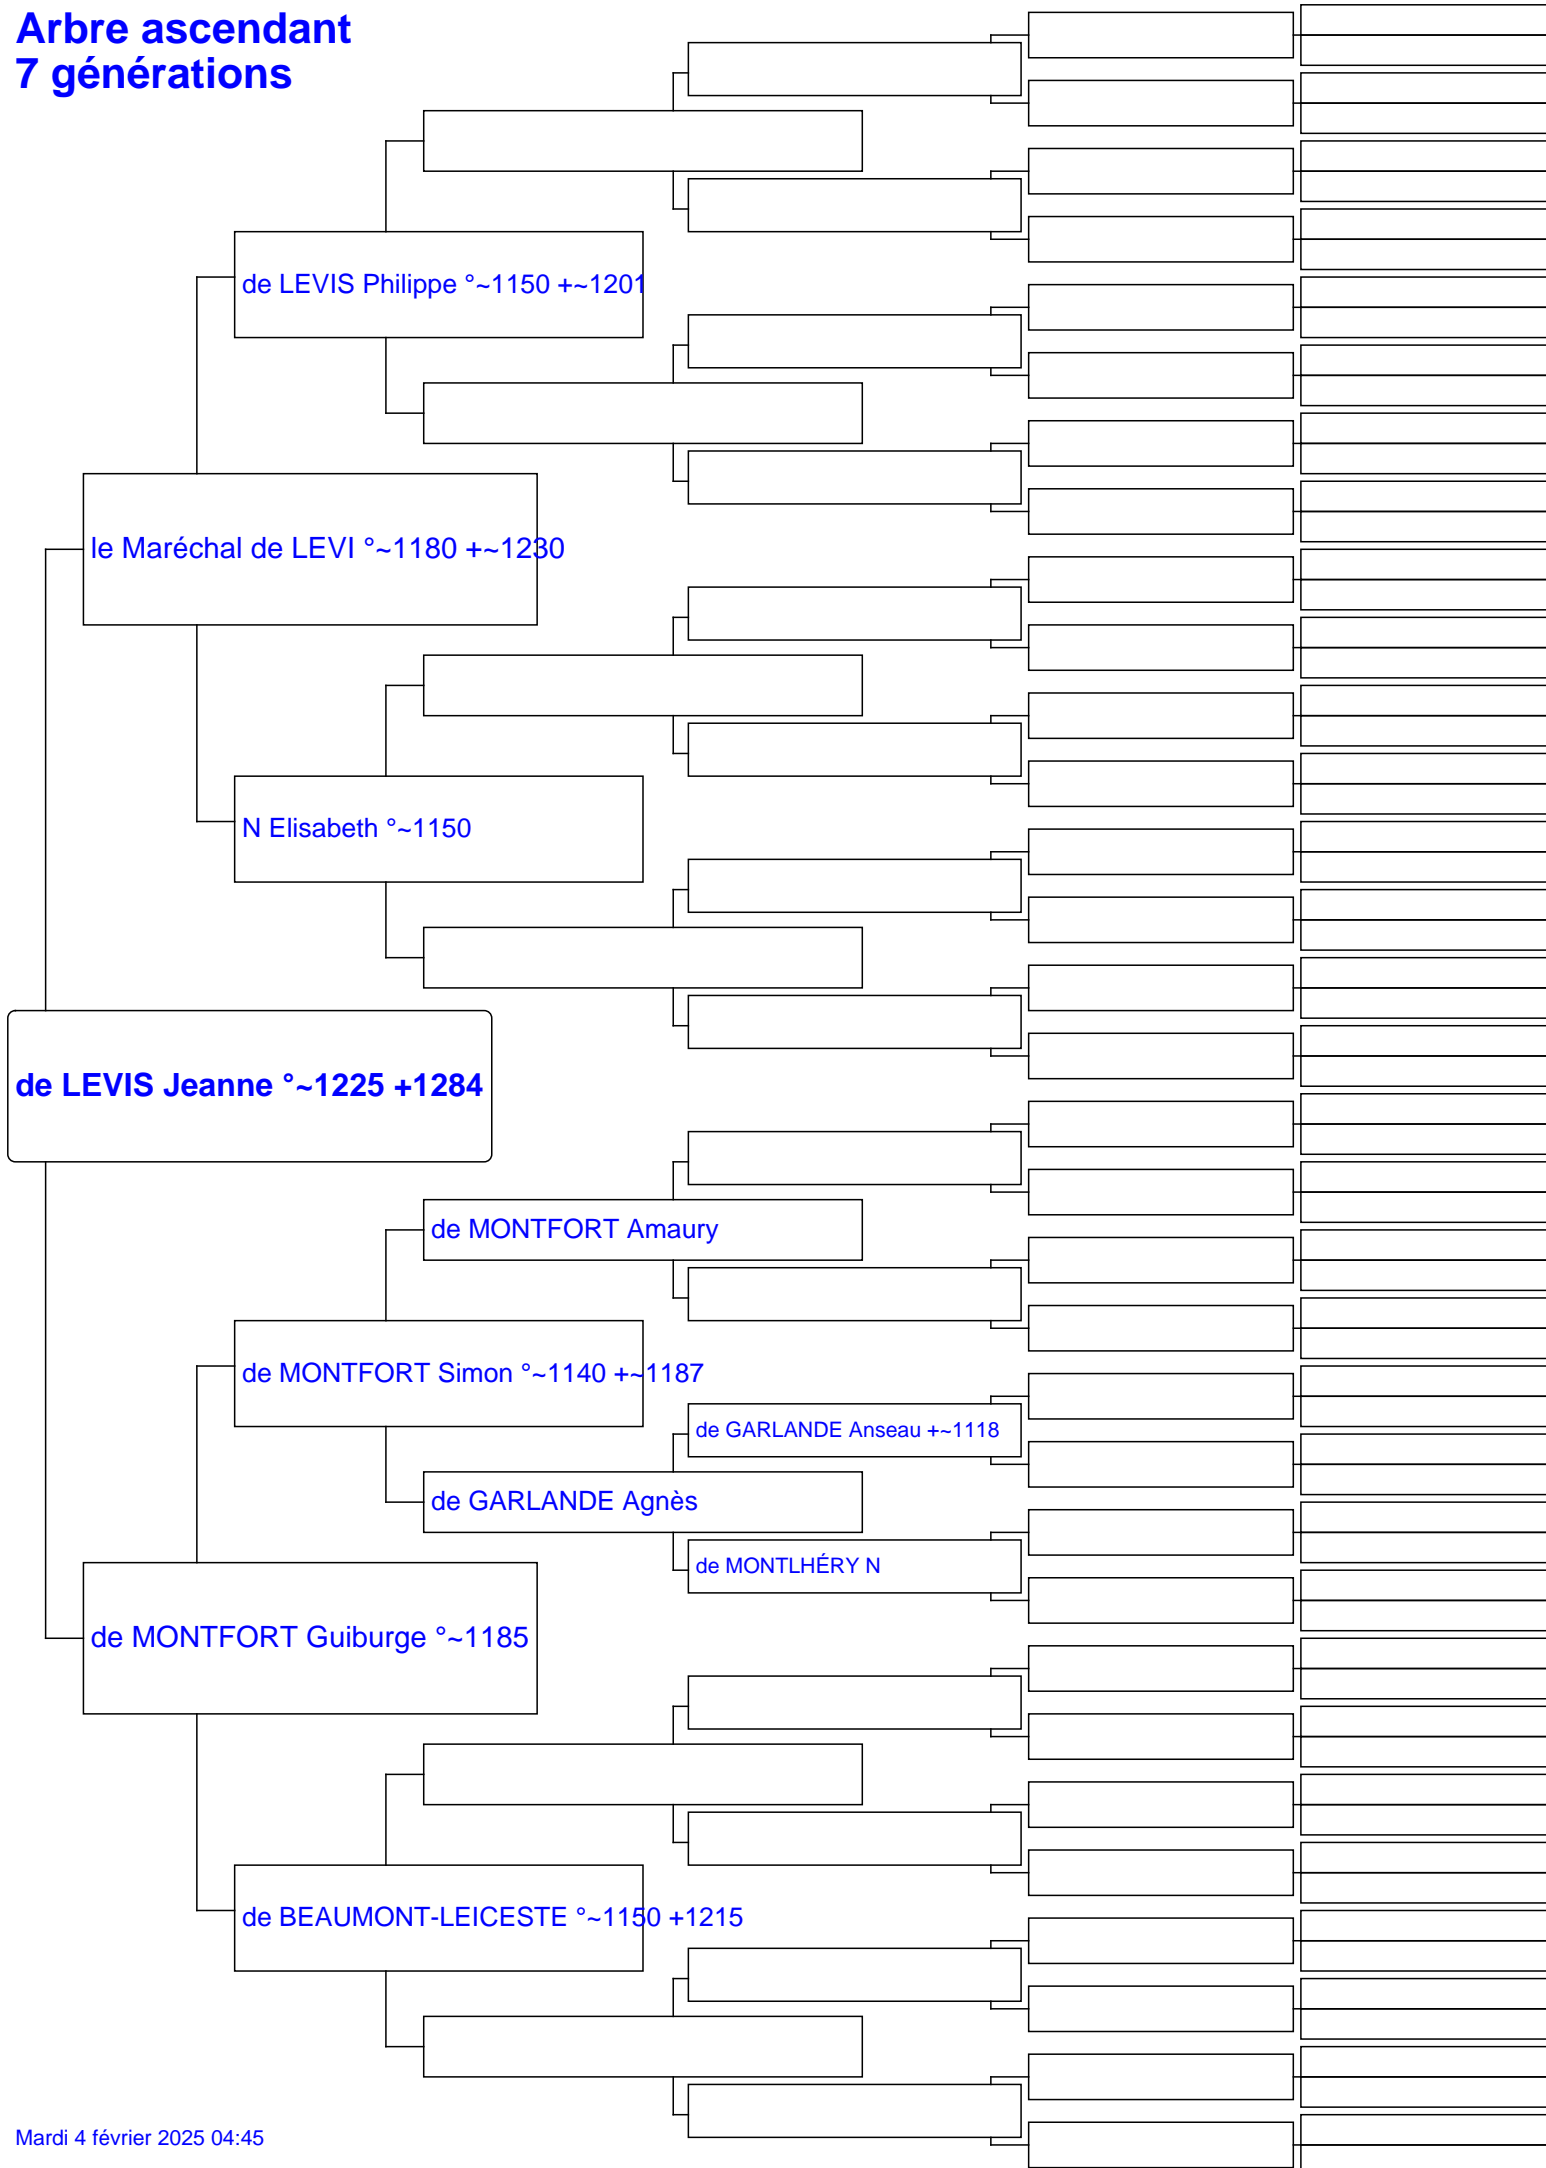 Arbre ascendant
7 générations
de LEVIS Philippe °~1150 +~1201
le Maréchal de LEVI °~1180 +~1230
N Elisabeth °~1150
de LEVIS Jeanne °~1225 +1284
de MONTFORT Amaury
de MONTFORT Simon °~1140 +~1187
de GARLANDE Anseau +~1118
de GARLANDE Agnès
de MONTLHÉRY N
de MONTFORT Guiburge °~1185
de BEAUMONT-LEICESTE °~1150 +1215
Mardi 4 février 2025 04:45